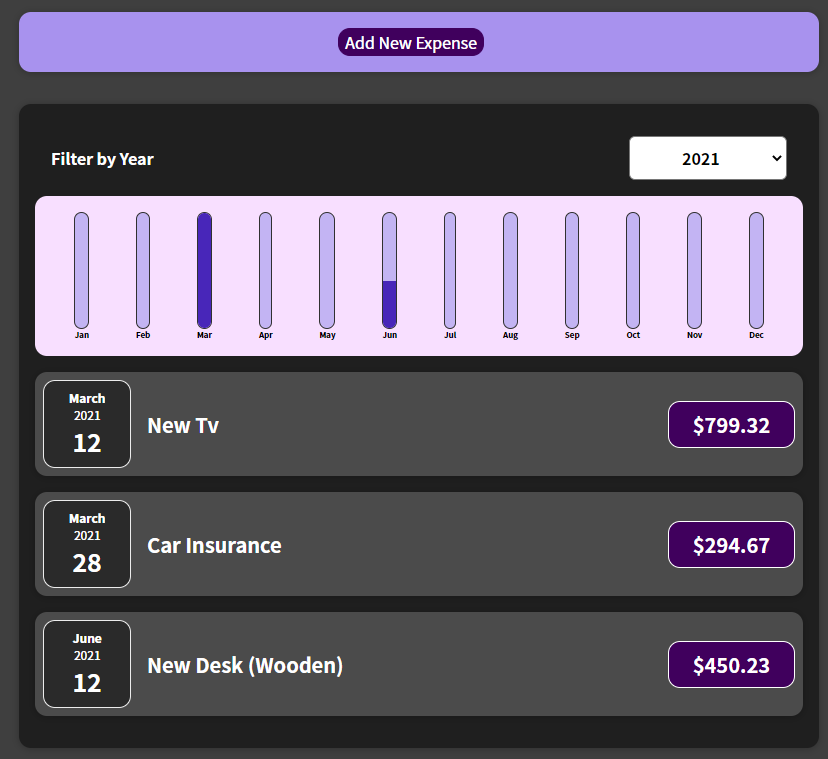 Add New Expense
Filter by Year
2021
Jan Feb Mar Apr May Jun Jul Aug Sep Oct Nov Dec
March
2021
12
New Tv
$799.32
March
2021
28
Car Insurance
$294.67
June
2021
12
New Desk (Wooden)
$450.23